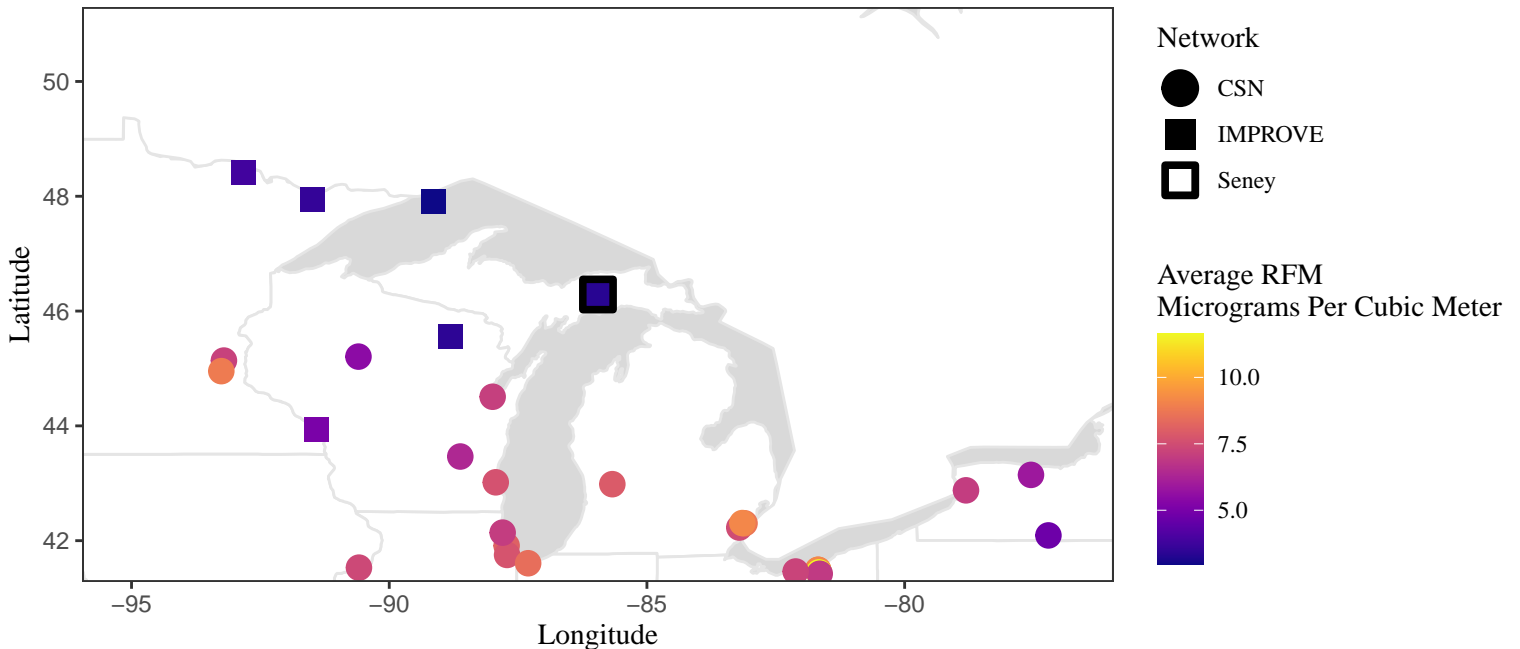 50
48
46
44
42
Latitude
−95
−90
−85
−80
Longitude
Network
CSN
IMPROVE
Seney
Average RFM
Micrograms Per Cubic Meter
10.0
7.5
5.0